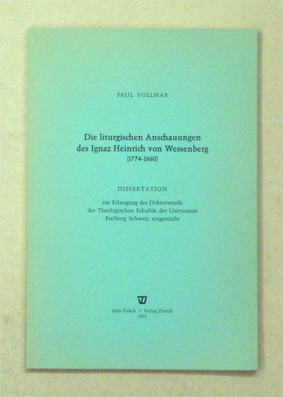 PAUL VOLLMAR
Die liturgischen Anschauungen
des Ignaz Heinrich von Wessenberg
(1774-1860)
DISSERTATION
zur Erlangung der Doktorwürde
der Theologischen Fakultät der Universität
Freiburg Schweiz eingereicht
Juris Druck + Verlag Zürich
1971